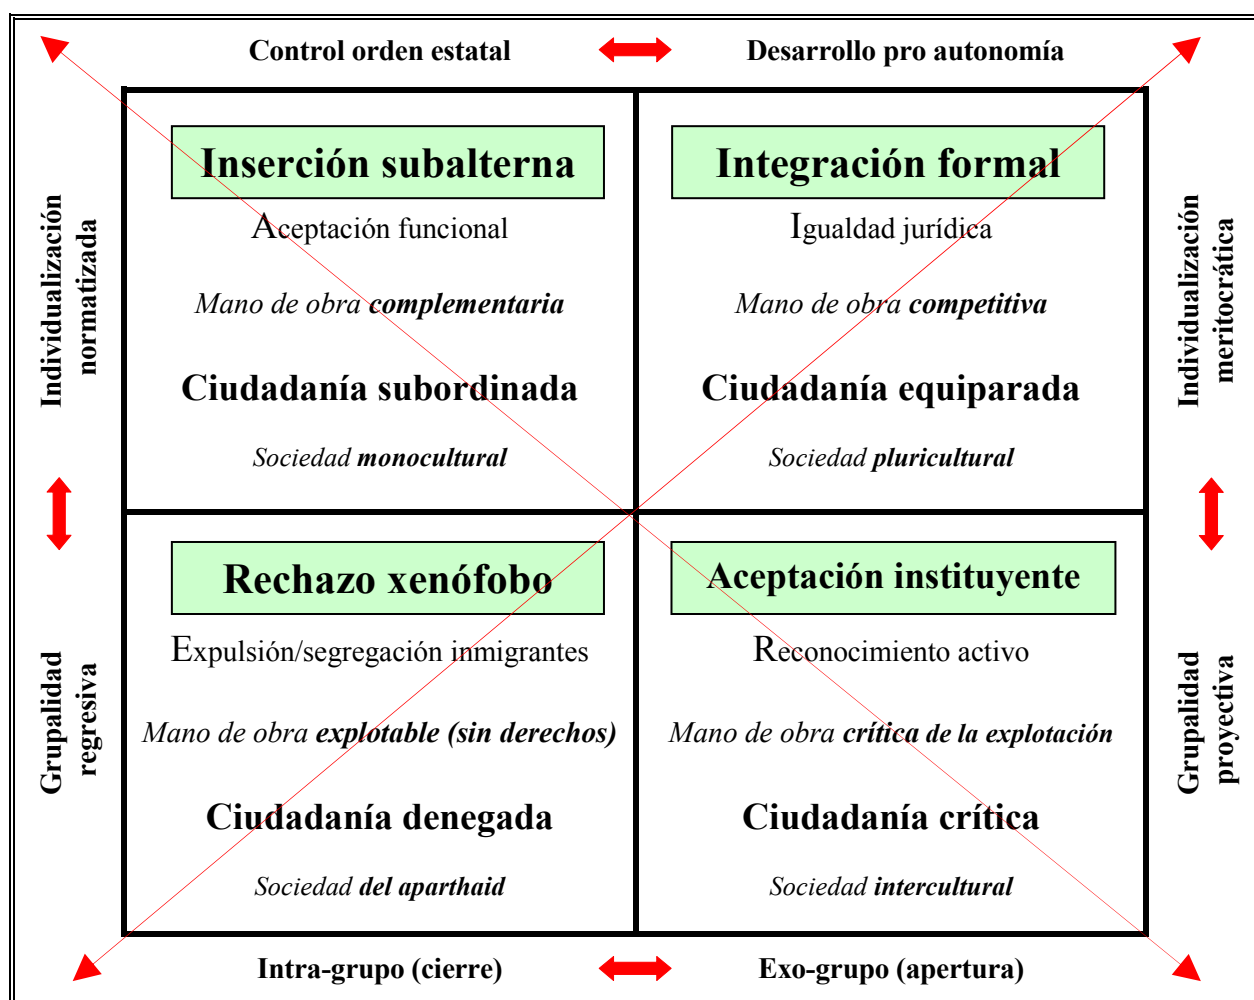 Control orden estatal
Desarrollo pro autonomía
Individualización
normatizada
Inserción subalterna
Aceptación funcional
Mano de obra complementaria
Ciudadanía subordinada
Sociedad monocultural
Integración formal
Igualdad jurídica
Mano de obra competitiva
Ciudadanía equiparada
Sociedad pluricultural
Individualización
meritocrática
Grupalidad
regresiva
Rechazo xenófobo
Expulsión/segregación inmigrantes
Mano de obra explotable (sin derechos)
Ciudadanía denegada
Sociedad del aparthaid
Aceptación instituyente
Reconocimiento activo
Mano de obra crítica de la explotación
Ciudadanía crítica
Sociedad intercultural
Grupalidad
proyectiva
Intra-grupo (cierre)
Exo-grupo (apertura)